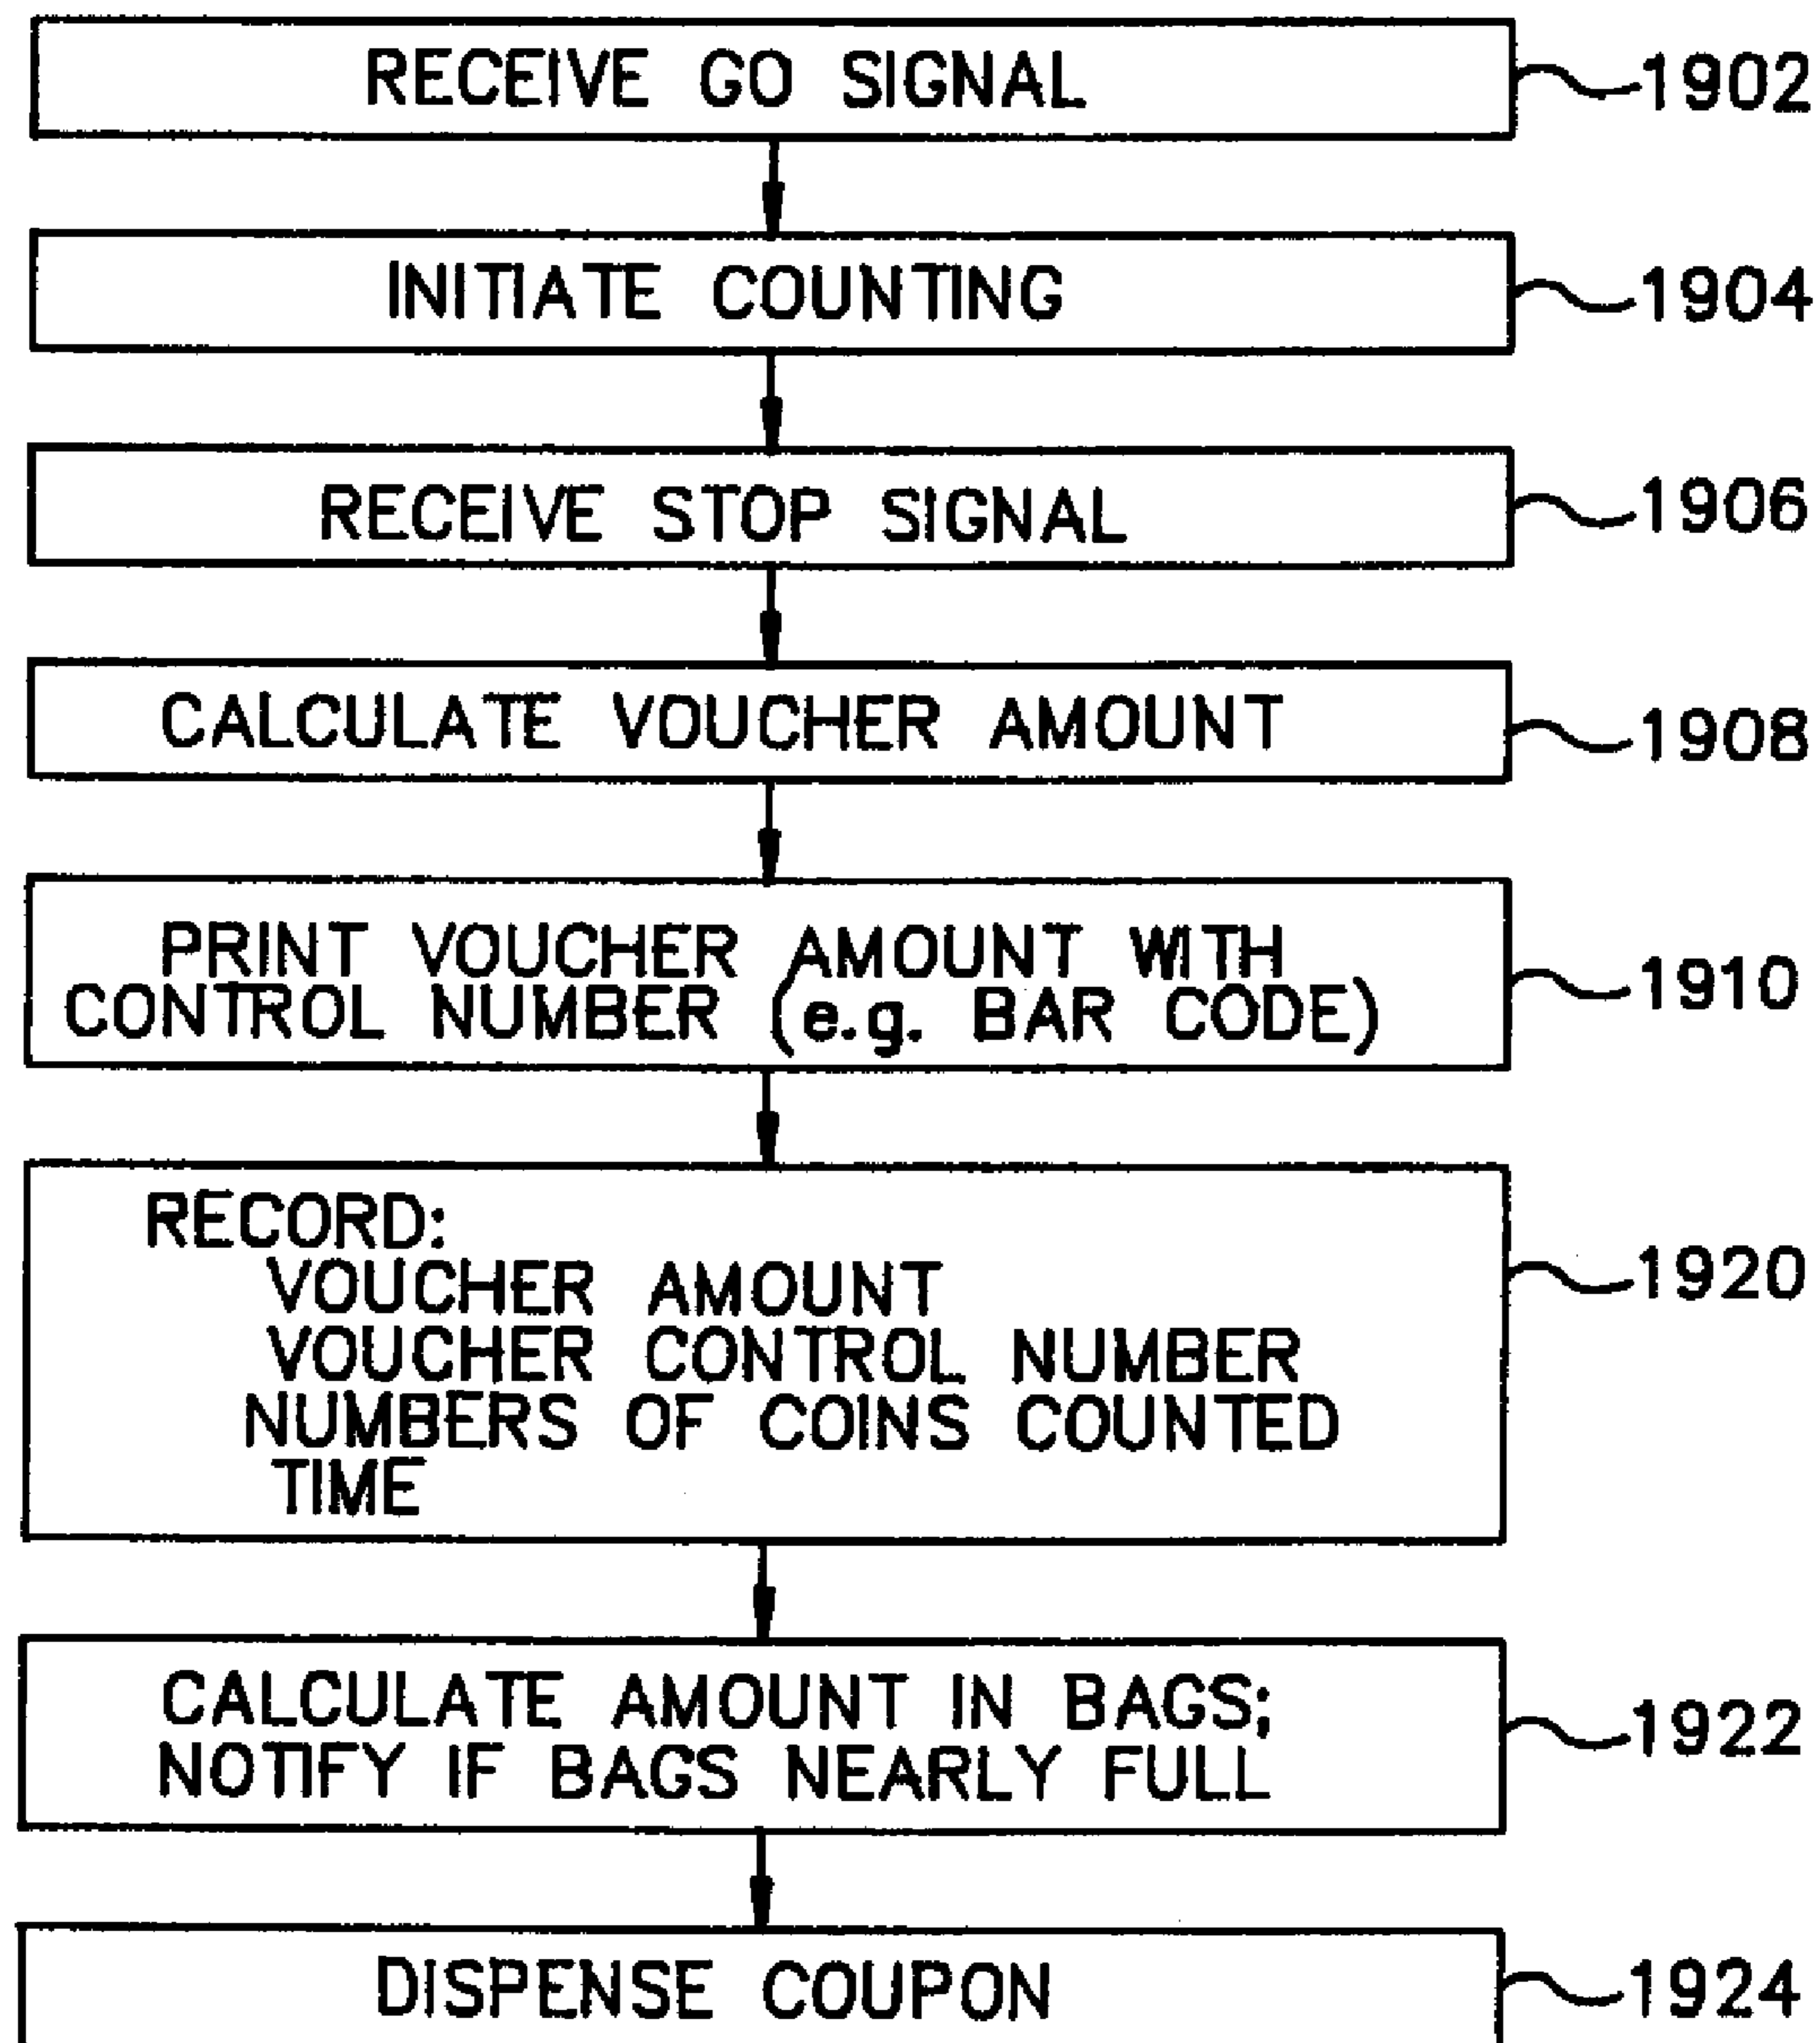 RECEIVE GO SIGNAL
1902
INITIATE COUNTING
1904
RECEIVE STOP SIGNAL
1906
CALCULATE VOUCHER AMOUNT
1908
PRINT VOUCHER AMOUNT WITH
CONTROL NUMBER (e.g. BAR CODE)
1910
RECORD:
VOUCHER AMOUNT
VOUCHER CONTROL NUMBER
NUMBERS OF COINS COUNTED
TIME
1920
CALCULATE AMOUNT IN BAGS;
NOTIFY IF BAGS NEARLY FULL
1922
DISPENSE COUPON
1924